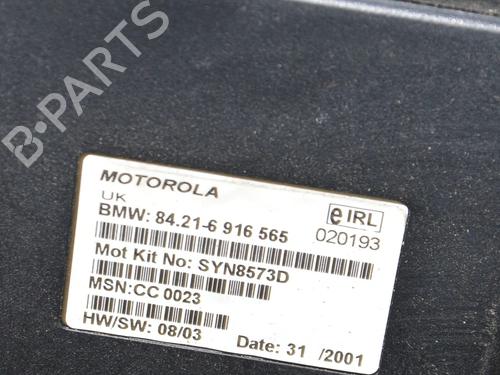 B-PARTS
MOTOROLA
UK
e IRL
BMW: 84.21-6 916 565
020193
Mot Kit No: SYN8573D
MSN:CC 0023
HW/SW: 08/03
Date: 31 /2001